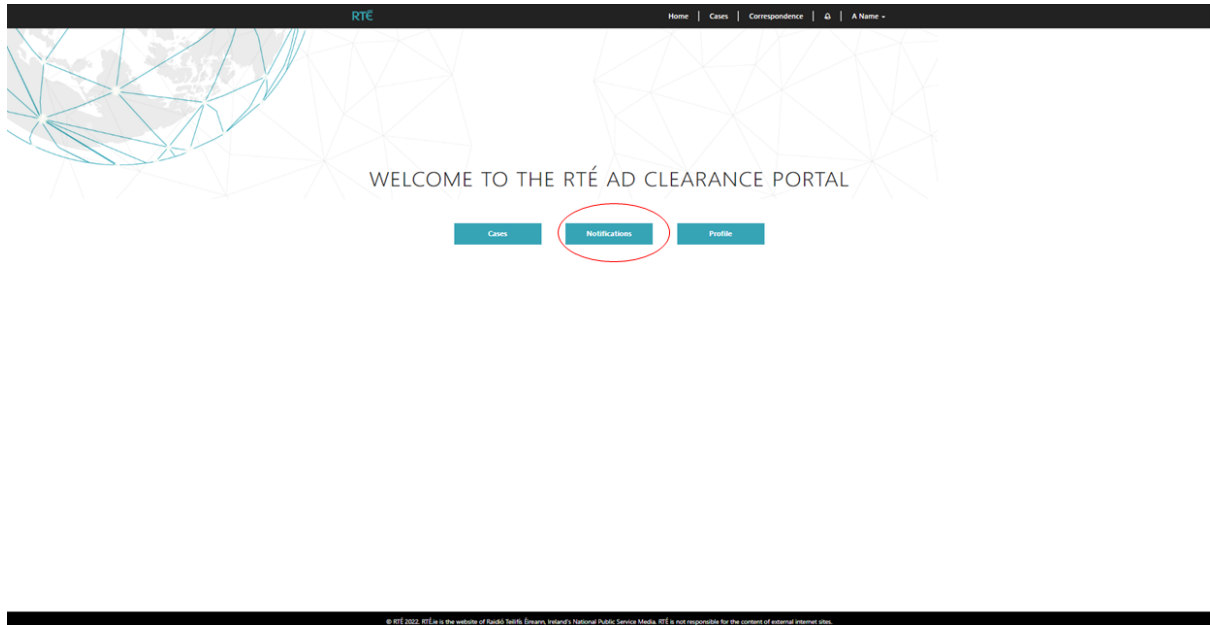 RTÉ Home Cases Correspondence A Name
WELCOME TO THE RTÉ AD CLEARANCE PORTAL
Cases Notifications Profile
© RTÉ 2022. RTÉ.ie is the website of Raidió Teilifís Éireann, Ireland's National Public Service Media. RTÉ is not responsible for the content of external internet sites.